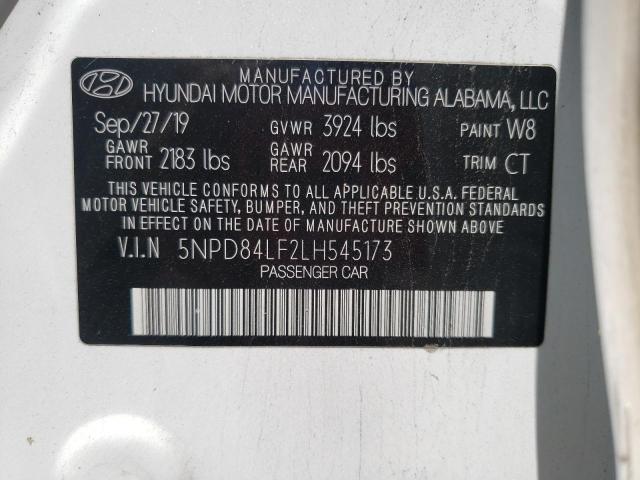 MANUFACTURED BY
HYUNDAI MOTOR MANUFACTURING ALABAMA, LLC
Sep/27/19 GVWR 3924 lbs PAINT W8
GAWR FRONT 2183 lbs GAWR REAR 2094 lbs TRIM CT
THIS VEHICLE CONFORMS TO ALL APPLICABLE U.S.A. FEDERAL
MOTOR VEHICLE SAFETY, BUMPER, AND THEFT PREVENTION STANDARDS
IN EFFECT ON THE DATE OF MANUFACTURE SHOWN ABOVE
V.I.N 5NPD84LF2LH545173
PASSENGER CAR